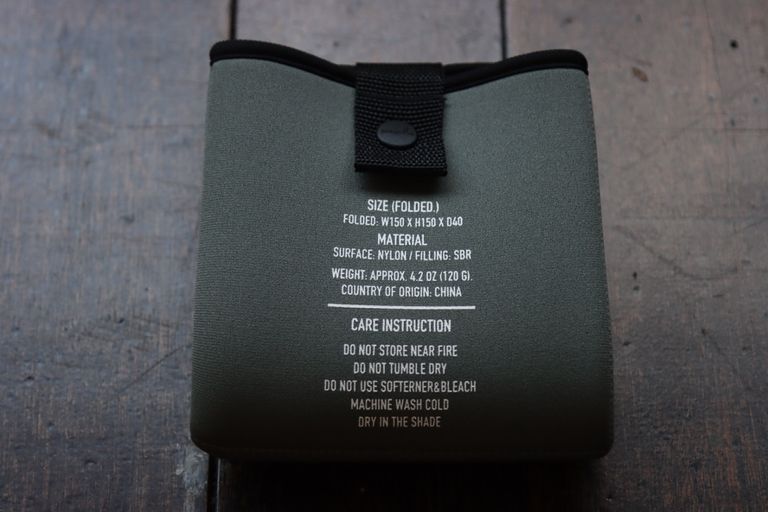 SIZE (FOLDED.)
FOLDED: W150 X H150 X D40
MATERIAL
SURFACE: NYLON / FILLING: SBR
WEIGHT: APPROX. 4.2 OZ (120 G).
COUNTRY OF ORIGIN: CHINA
CARE INSTRUCTION
DO NOT STORE NEAR FIRE
DO NOT TUMBLE DRY
DO NOT USE SOFTERNER&BLEACH
MACHINE WASH COLD
DRY IN THE SHADE